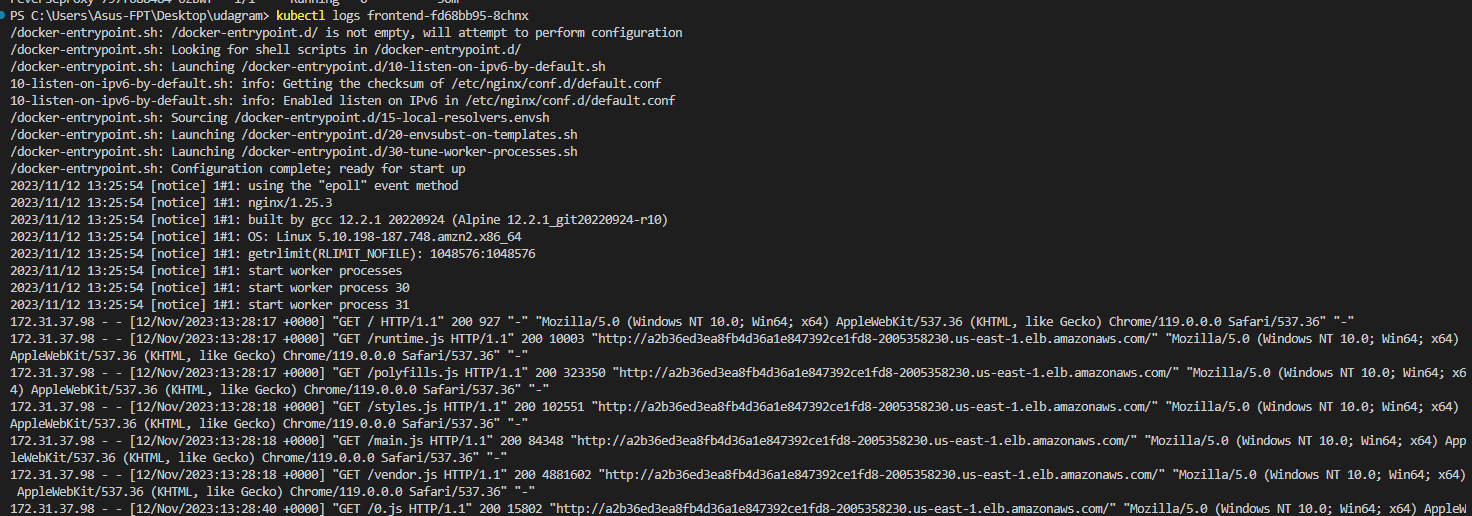 PS C:\Users\Asus-FPT\Desktop\udagram> kubectl logs frontend-fd68bb95-8chnx
/docker-entrypoint.sh: /docker-entrypoint.d/ is not empty, will attempt to perform configuration
/docker-entrypoint.sh: Looking for shell scripts in /docker-entrypoint.d/
/docker-entrypoint.sh: Launching /docker-entrypoint.d/10-listen-on-ipv6-by-default.sh
10-listen-on-ipv6-by-default.sh: info: Getting the checksum of /etc/nginx/conf.d/default.conf
10-listen-on-ipv6-by-default.sh: info: Enabled listen on IPv6 in /etc/nginx/conf.d/default.conf
/docker-entrypoint.sh: Sourcing /docker-entrypoint.d/15-local-resolvers.envsh
/docker-entrypoint.sh: Launching /docker-entrypoint.d/20-envsubst-on-templates.sh
/docker-entrypoint.sh: Launching /docker-entrypoint.d/30-tune-worker-processes.sh
/docker-entrypoint.sh: Configuration complete; ready for start up
2023/11/12 13:25:54 [notice] 1#1: using the "epoll" event method
2023/11/12 13:25:54 [notice] 1#1: nginx/1.25.3
2023/11/12 13:25:54 [notice] 1#1: built by gcc 12.2.1 20220924 (Alpine 12.2.1_git20220924-r10)
2023/11/12 13:25:54 [notice] 1#1: OS: Linux 5.10.198-187.748.amzn2.x86_64
2023/11/12 13:25:54 [notice] 1#1: getrlimit(RLIMIT_NOFILE): 1048576:1048576
2023/11/12 13:25:54 [notice] 1#1: start worker processes
2023/11/12 13:25:54 [notice] 1#1: start worker process 30
2023/11/12 13:25:54 [notice] 1#1: start worker process 31
172.31.37.98 - - [12/Nov/2023:13:28:17 +0000] "GET / HTTP/1.1" 200 927 "-" "Mozilla/5.0 (Windows NT 10.0; Win64; x64) AppleWebKit/537.36 (KHTML, like Gecko) Chrome/119.0.0.0 Safari/537.36" "-"
172.31.37.98 - - [12/Nov/2023:13:28:17 +0000] "GET /runtime.js HTTP/1.1" 200 10003 "http://a2b36ed3ea8fb4d36a1e847392ce1fd8-2005358230.us-east-1.elb.amazonaws.com/" "Mozilla/5.0 (Windows NT 10.0; Win64; x64)
AppleWebKit/537.36 (KHTML, like Gecko) Chrome/119.0.0.0 Safari/537.36" "-"
172.31.37.98 - - [12/Nov/2023:13:28:17 +0000] "GET /polyfills.js HTTP/1.1" 200 323350 "http://a2b36ed3ea8fb4d36a1e847392ce1fd8-2005358230.us-east-1.elb.amazonaws.com/" "Mozilla/5.0 (Windows NT 10.0; Win64; x6
4) AppleWebKit/537.36 (KHTML, like Gecko) Chrome/119.0.0.0 Safari/537.36" "-"
172.31.37.98 - - [12/Nov/2023:13:28:18 +0000] "GET /styles.js HTTP/1.1" 200 102551 "http://a2b36ed3ea8fb4d36a1e847392ce1fd8-2005358230.us-east-1.elb.amazonaws.com/" "Mozilla/5.0 (Windows NT 10.0; Win64; x64)
AppleWebKit/537.36 (KHTML, like Gecko) Chrome/119.0.0.0 Safari/537.36" "-"
172.31.37.98 - - [12/Nov/2023:13:28:18 +0000] "GET /main.js HTTP/1.1" 200 84348 "http://a2b36ed3ea8fb4d36a1e847392ce1fd8-2005358230.us-east-1.elb.amazonaws.com/" "Mozilla/5.0 (Windows NT 10.0; Win64; x64) App
leWebKit/537.36 (KHTML, like Gecko) Chrome/119.0.0.0 Safari/537.36" "-"
172.31.37.98 - - [12/Nov/2023:13:28:18 +0000] "GET /vendor.js HTTP/1.1" 200 4881602 "http://a2b36ed3ea8fb4d36a1e847392ce1fd8-2005358230.us-east-1.elb.amazonaws.com/" "Mozilla/5.0 (Windows NT 10.0; Win64; x64)
AppleWebKit/537.36 (KHTML, like Gecko) Chrome/119.0.0.0 Safari/537.36" "-"
172.31.37.98 - - [12/Nov/2023:13:28:40 +0000] "GET /0.js HTTP/1.1" 200 15802 "http://a2b36ed3ea8fb4d36a1e847392ce1fd8-2005358230.us-east-1.elb.amazonaws.com/" "Mozilla/5.0 (Windows NT 10.0; Win64; x64) AppleW